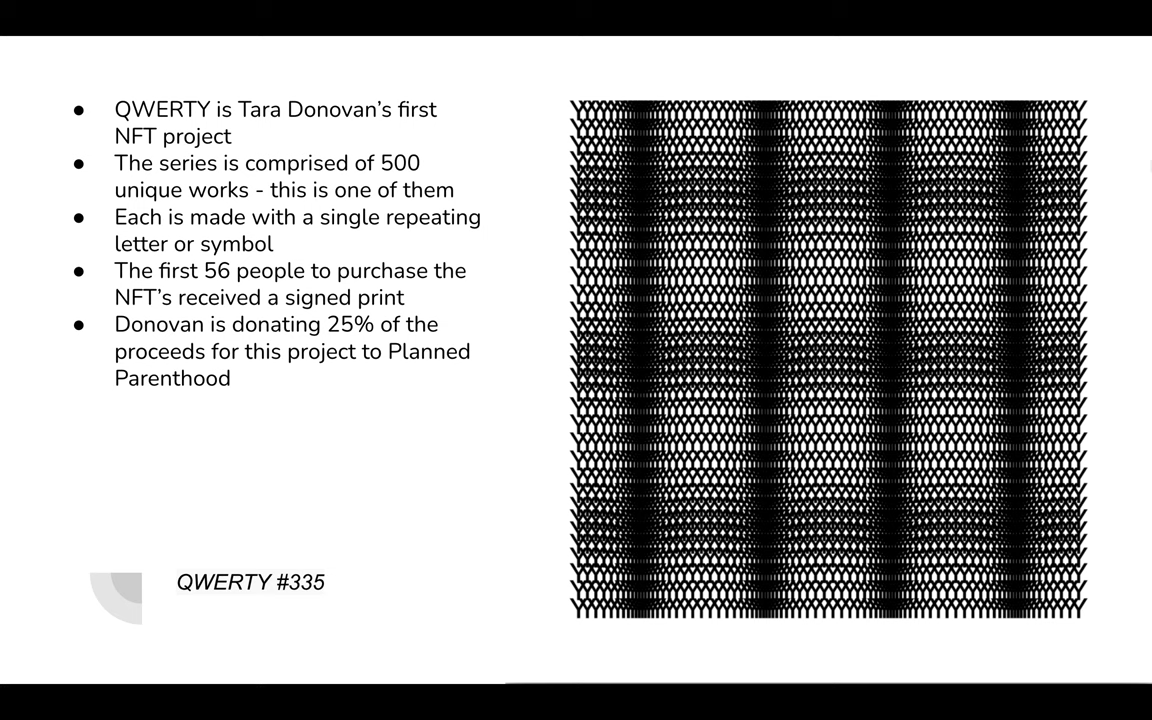 ● QWERTY is Tara Donovan’s first
NFT project
● The series is comprised of 500
unique works - this is one of them
● Each is made with a single repeating
letter or symbol
● The first 56 people to purchase the
NFT’s received a signed print
● Donovan is donating 25% of the
proceeds for this project to Planned
Parenthood
QWERTY #335